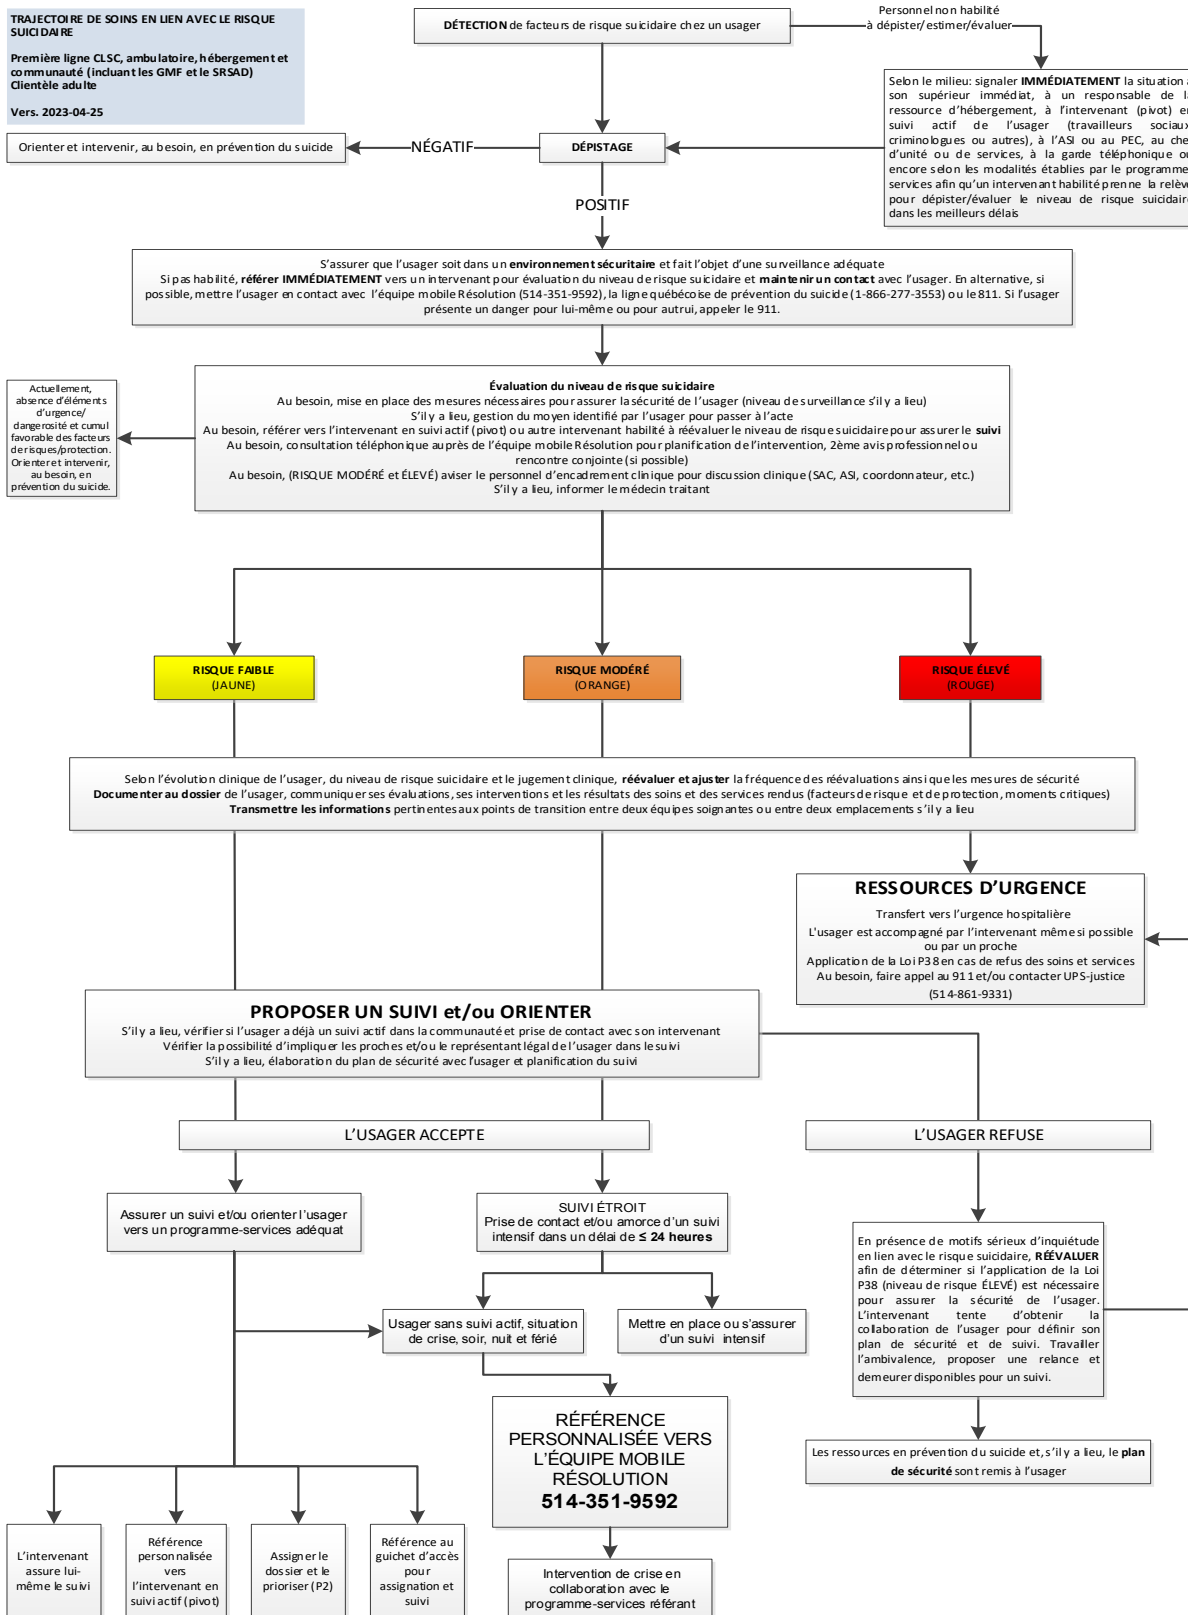 TRAJECTOIRE DE SOINS EN LIEN AVEC LE RISQUE
SUICIDAIRE
Première ligne CLSC, ambulatoire, hébergement et
communauté (incluant les GMF et le SRSAD)
Clientèle adulte
Vers. 2023-04-25
DÉTECTION de facteurs de risque suicidaire chez un usager
Personnel non habilité
à dépister/estimer/évaluer
Selon le milieu: signaler IMMÉDIATEMENT la situation
son supérieur immédiat, à un responsable de
ressource d'hébergement, à l'intervenant (pivot)
suivi actif de l'usager (travailleurs sociaux
criminologues ou autres), à l'ASI ou au PEC, au
d'unité ou de services, à la garde téléphonique
encore selon les modalités établies par le programme
services afin qu'un intervenant habilité prenne la relève
pour dépister/évaluer le niveau de risque
dans les meilleurs délais
Orienter et intervenir, au besoin, en prévention du suicide
NÉGATIF
DÉPISTAGE
POSITIF
S'assurer que l'usager soit dans un environnement sécuritaire et fait l'objet d'une surveillance adéquate
Si pas habilité, référer IMMÉDIATEMENT vers un intervenant pour évaluation du niveau de risque suicidaire et maintenir un contact avec l'usager. En alternative, si
possible, mettre l'usager en contact avec l'équipe mobile Résolution (514-351-9592), la ligne québécoise de prévention du suicide (1-866-277-3553) ou le 811. Si l'usager
présente un danger pour lui-même ou pour autrui, appeler le 911.
Actuellement,
absence d'éléments
d'urgence/
dangerosité et cumul
favorable des facteurs
de risques/protection.
Orienter et intervenir,
au besoin, en
prévention du suicide.
Évaluation du niveau de risque suicidaire
Au besoin, mise en place des mesures nécessaires pour assurer la sécurité de l'usager (niveau de surveillance s'il y a lieu)
S'il y a lieu, gestion du moyen identifié par l'usager pour passer à l'acte
Au besoin, référer vers l'intervenant en suivi actif (pivot) ou autre intervenant habilité à réévaluer le niveau de risque suicidaire pour assurer le suivi
Au besoin, consultation téléphonique auprès de l'équipe mobile Résolution pour planification de l'intervention, 2ème avis professionnel ou
rencontre conjointe (si possible)
Au besoin, (RISQUE MODÉRÉ et ÉLEVÉ) aviser le personnel d'encadrement clinique pour discussion clinique (SAC, ASI, coordonnateur, etc.)
S'il y a lieu, informer le médecin traitant
RISQUE FAIBLE
(JAUNE)
RISQUE MODÉRÉ
(ORANGE)
RISQUE ÉLEVÉ
(ROUGE)
Selon l'évolution clinique de l'usager, du niveau de risque suicidaire et le jugement clinique, réévaluer et ajuster la fréquence des réévaluations ainsi que les mesures de sécurité
Documenter au dossier de l'usager, communiquer ses évaluations, ses interventions et les résultats des soins et des services rendus (facteurs de risque et de protection, moments critiques)
Transmettre les informations pertinentes aux points de transition entre deux équipes soignantes ou entre deux emplacements s'il y a lieu
RESSOURCES D'URGENCE
Transfert vers l'urgence hospitalière
L'usager est accompagné par l'intervenant même si possible
ou par un proche
Application de la Loi P38 en cas de refus des soins et services
Au besoin, faire appel au 911 et/ou contacter UPS-justice
(514-861-9331)
PROPOSER UN SUIVI et/ou ORIENTER
S'il y a lieu, vérifier si l'usager a déjà un suivi actif dans la communauté et prise de contact avec son intervenant
Vérifier la possibilité d'impliquer les proches et/ou le représentant légal de l'usager dans le suivi
S'il y a lieu, élaboration du plan de sécurité avec l'usager et planification du suivi
L'USAGER ACCEPTE
L'USAGER REFUSE
Assurer un suivi et/ou orienter l'usager
vers un programme-services adéquat
SUIVI ÉTROIT
Prise de contact et/ou amorce d'un suivi
intensif dans un délai de ≤ 24 heures
Usager sans suivi actif, situation
de crise, soir, nuit et férié
Mettre en place ou s'assurer
d'un suivi intensif
En présence de motifs sérieux d'inquiétude
en lien avec le risque suicidaire, RÉÉVALUER
afin de déterminer si l'application de la Loi
P38 (niveau de risque ÉLEVÉ) est nécessaire
pour assurer la sécurité de l'usager.
L'intervenant tente d'obtenir la
collaboration de l'usager pour définir son
plan de sécurité et de suivi. Travailler
l'ambivalence, proposer une relance et
demeurer disponibles pour un suivi.
RÉFÉRENCE
PERSONNALISÉE VERS
L'ÉQUIPE MOBILE
RÉSOLUTION
514-351-9592
Les ressources en prévention du suicide et, s'il y a lieu, le plan
de sécurité sont remis à l'usager
L'intervenant
assure lui-
même le suivi
Référence
personnalisée
vers
l'intervenant en
suivi actif (pivot)
Assigner le
dossier et le
prioriser (P2)
Référence au
guichet d'accès
pour
assignation et
suivi
Intervention de crise en
collaboration avec le
programme-services référant